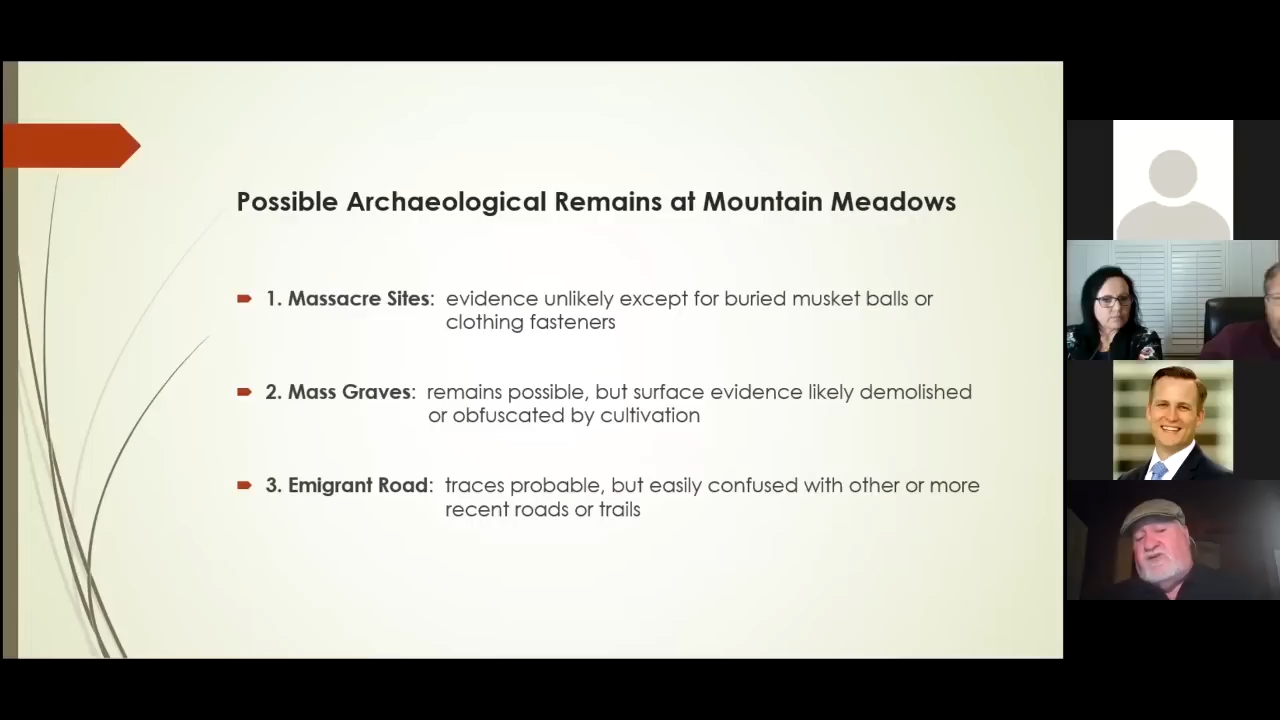 Possible Archaeological Remains at Mountain Meadows
1. Massacre Sites: evidence unlikely except for buried musket balls or
clothing fasteners
2. Mass Graves: remains possible, but surface evidence likely demolished
or obfuscated by cultivation
3. Emigrant Road: traces probable, but easily confused with other or more
recent roads or trails